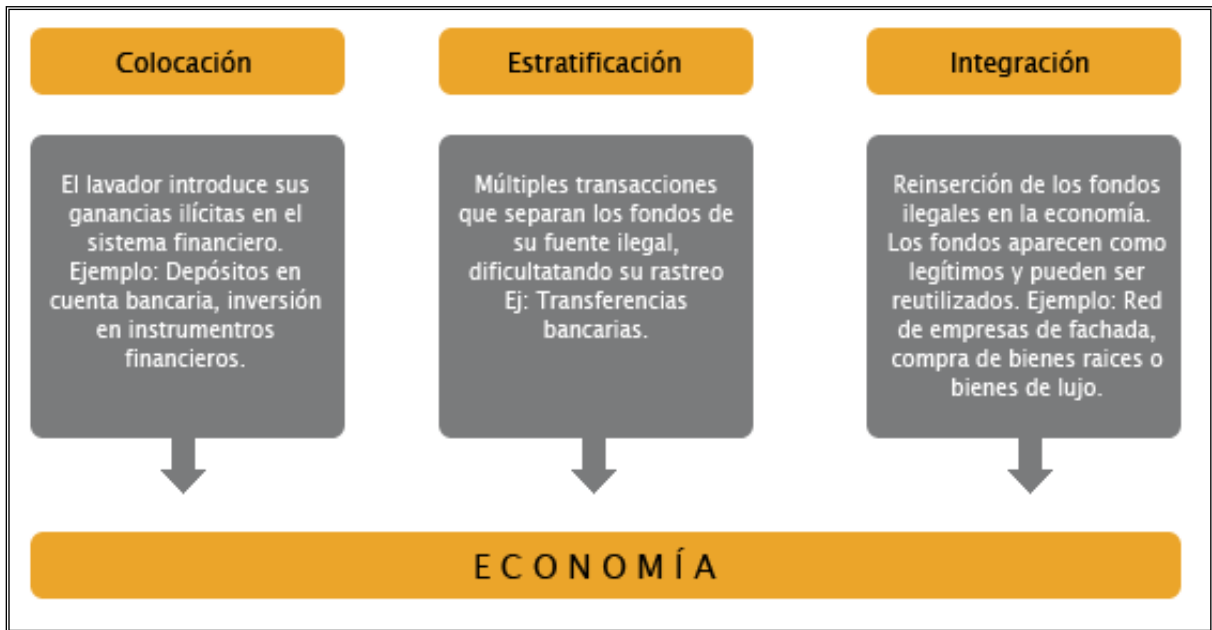 Colocación
El lavador introduce sus
ganancias ilícitas en el
sistema financiero.
Ejemplo: Depósitos en
cuenta bancaria, inversión
en instrumentros
financieros.
Estratificación
Múltiples transacciones
que separan los fondos de
su fuente ilegal,
dificultatando su rastreo
Ej: Transferencias
bancarias.
Integración
Reinserción de los fondos
ilegales en la economía.
Los fondos aparecen como
legítimos y pueden ser
reutilizados. Ejemplo: Red
de empresas de fachada,
compra de bienes raices o
bienes de lujo.
ECONOMÍA